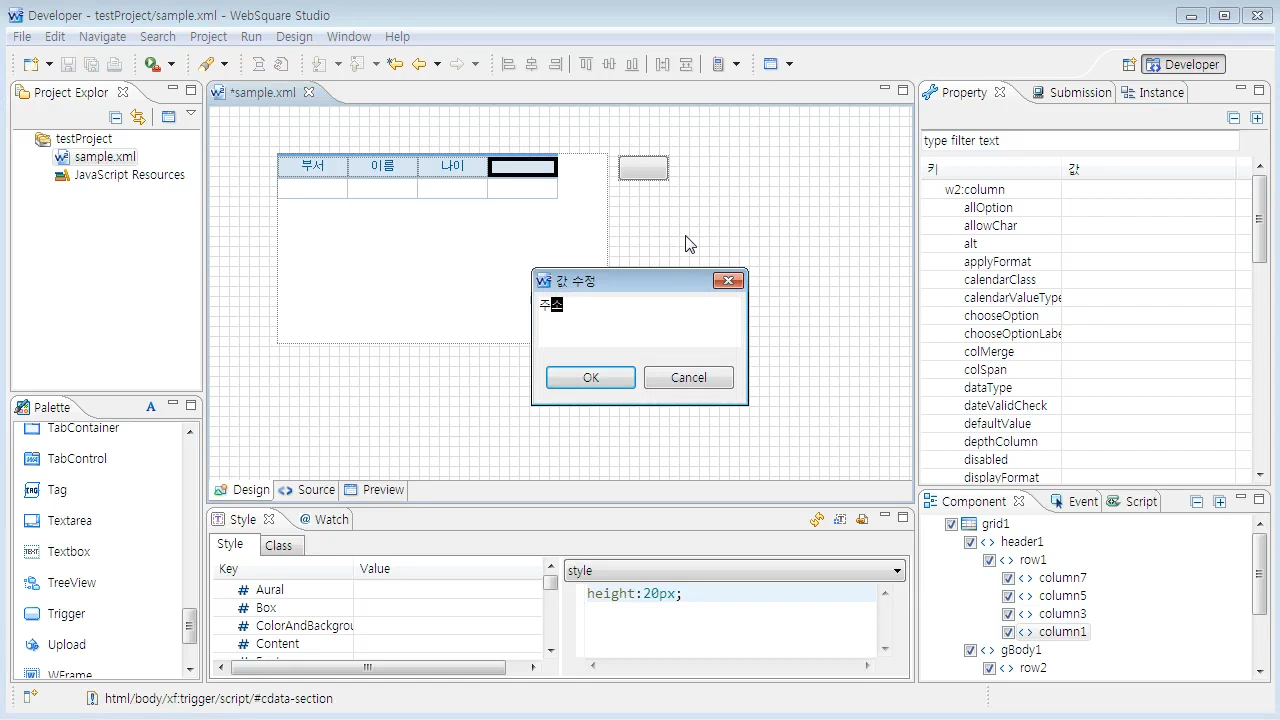 Developer - testProject/sample.xml - WebSquare Studio
File Edit Navigate Search Project Run Design Window Help
Developer
Project Explor
testProject
sample.xml
JavaScript Resources
Palette
A
TabContainer
TabControl
Tag
Textarea
Textbox
TreeView
Trigger
Upload
WFrame
*sample.xml
부서 이름 나이
값 수정
주소
OK Cancel
Design Source Preview
Style Watch
Style Class
Key Value
Aural
Box
ColorAndBackgrou
Content
style
height:20px;
Property Submission Instance
type filter text
키 값
w2:column
allOption
allowChar
alt
applyFormat
calendarClass
calendarValueType
chooseOption
chooseOptionLabe
colMerge
colSpan
dataType
dateValidCheck
defaultValue
depthColumn
disabled
displayFormat
Component Event Script
grid1
header1
row1
column7
column5
column3
column1
gBody1
row2
html/body/xf:trigger/script/#cdata-section